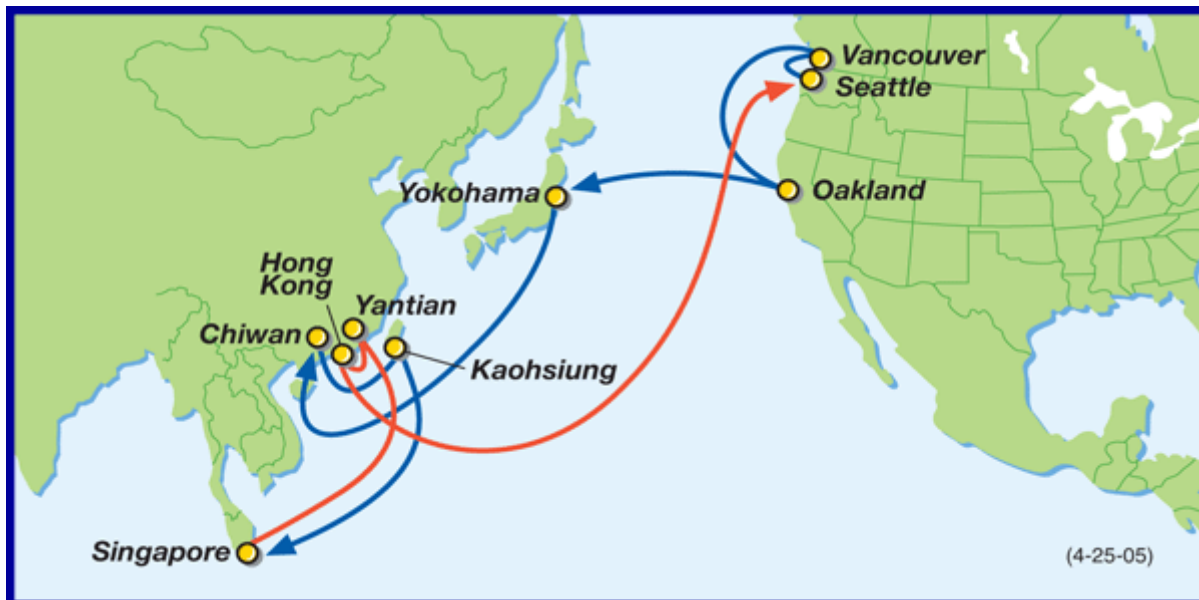 Vancouver
Seattle
Yokohama
Oakland
Hong
Kong
Yantian
Chiwan
Kaohsiung
Singapore
(4-25-05)